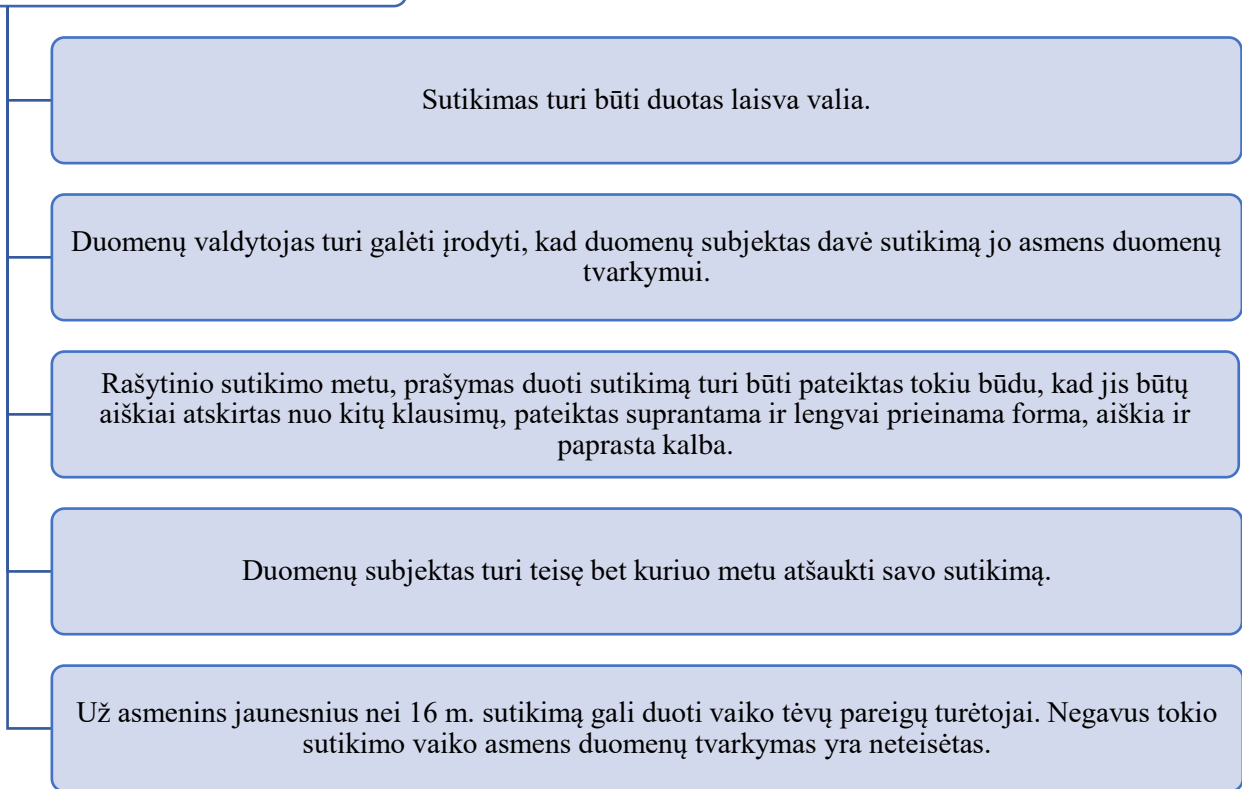 Sutikimas turi būti duotas laisva valia.
Duomenų valdytojas turi galėti įrodyti, kad duomenų subjektas davė sutikimą jo asmens duomenų
tvarkymui.
Rašytinio sutikimo metu, prašymas duoti sutikimą turi būti pateiktas tokiu būdu, kad jis būtų
aiškiai atskirtas nuo kitų klausimų, pateiktas suprantama ir lengvai prieinama forma, aiškia ir
paprasta kalba.
Duomenų subjektas turi teisę bet kuriuo metu atšaukti savo sutikimą.
Už asmenins jaunesnius nei 16 m. sutikimą gali duoti vaiko tėvų pareigų turėtojai. Negavus tokio
sutikimo vaiko asmens duomenų tvarkymas yra neteisėtas.